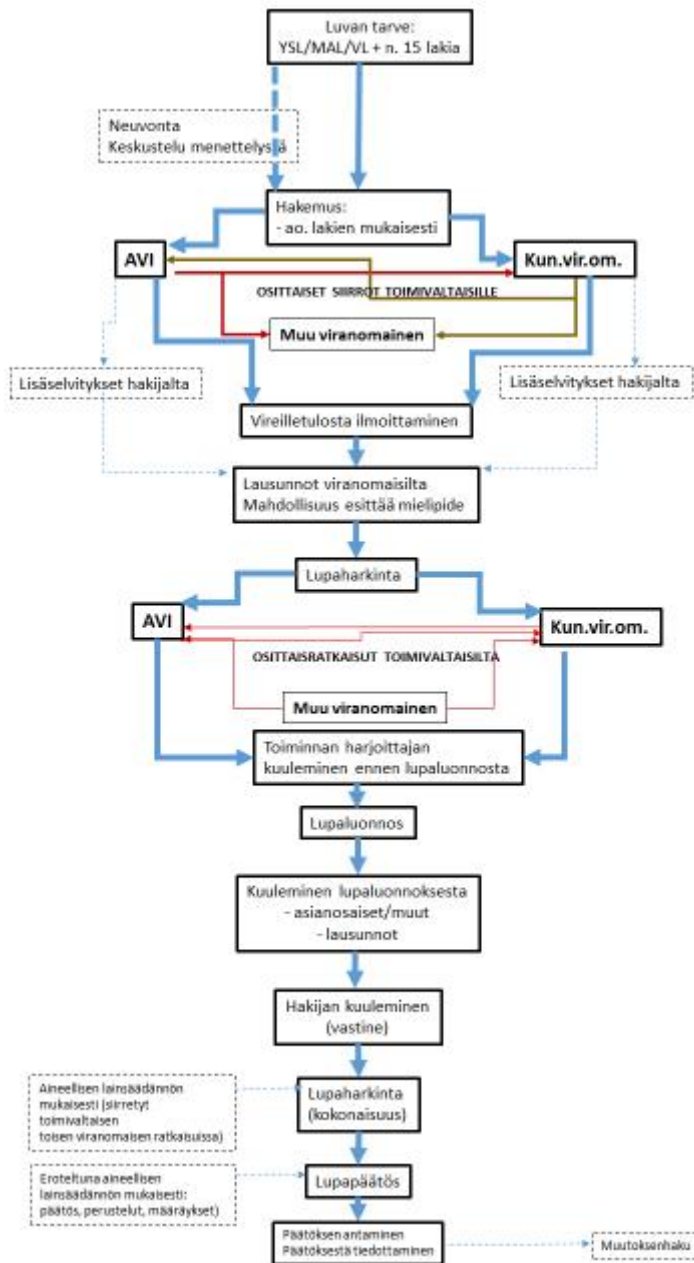 Luvan tarve:
YSL/MAL/VL + n. 15 lakia
Neuvonta
Keskustelu menettelystä
Hakemus:
- ao. lakien mukaisesti
AVI
Kun.vir.om.
OSITTAISET SIIRROT TOIMIVALTAISILLE
Muu viranomainen
Lisäselvitykset hakijalta
Lisäselvitykset hakijalta
Vireilletulosta ilmoittaminen
Lausunnot viranomaisilta
Mahdollisuus esittää mielipide
Lupaharkinta
AVI
Kun.vir.om.
OSITTAISRATKAISUT TOIMIVALTAISILTA
Muu viranomainen
Toiminnan harjoittajan
kuuleminen ennen lupaluonnosta
Lupaluonnos
Kuuleminen lupaluonnoksesta
- asianosaiset/muut
- lausunnot
Hakijan kuuleminen
(vastine)
Aineellisen lainsäädännön
mukaisesti (siirretyt
toimivaltaisen
toisen viranomaisen ratkaisuissa)
Lupaharkinta
(kokonaisuus)
Eroteltuna aineellisen
lainsäädännön mukaisesti:
päätös, perustelut, määräykset)
Lupapäätös
Päätöksen antaminen
Päätöksestä tiedottaminen
Muutoksenhaku